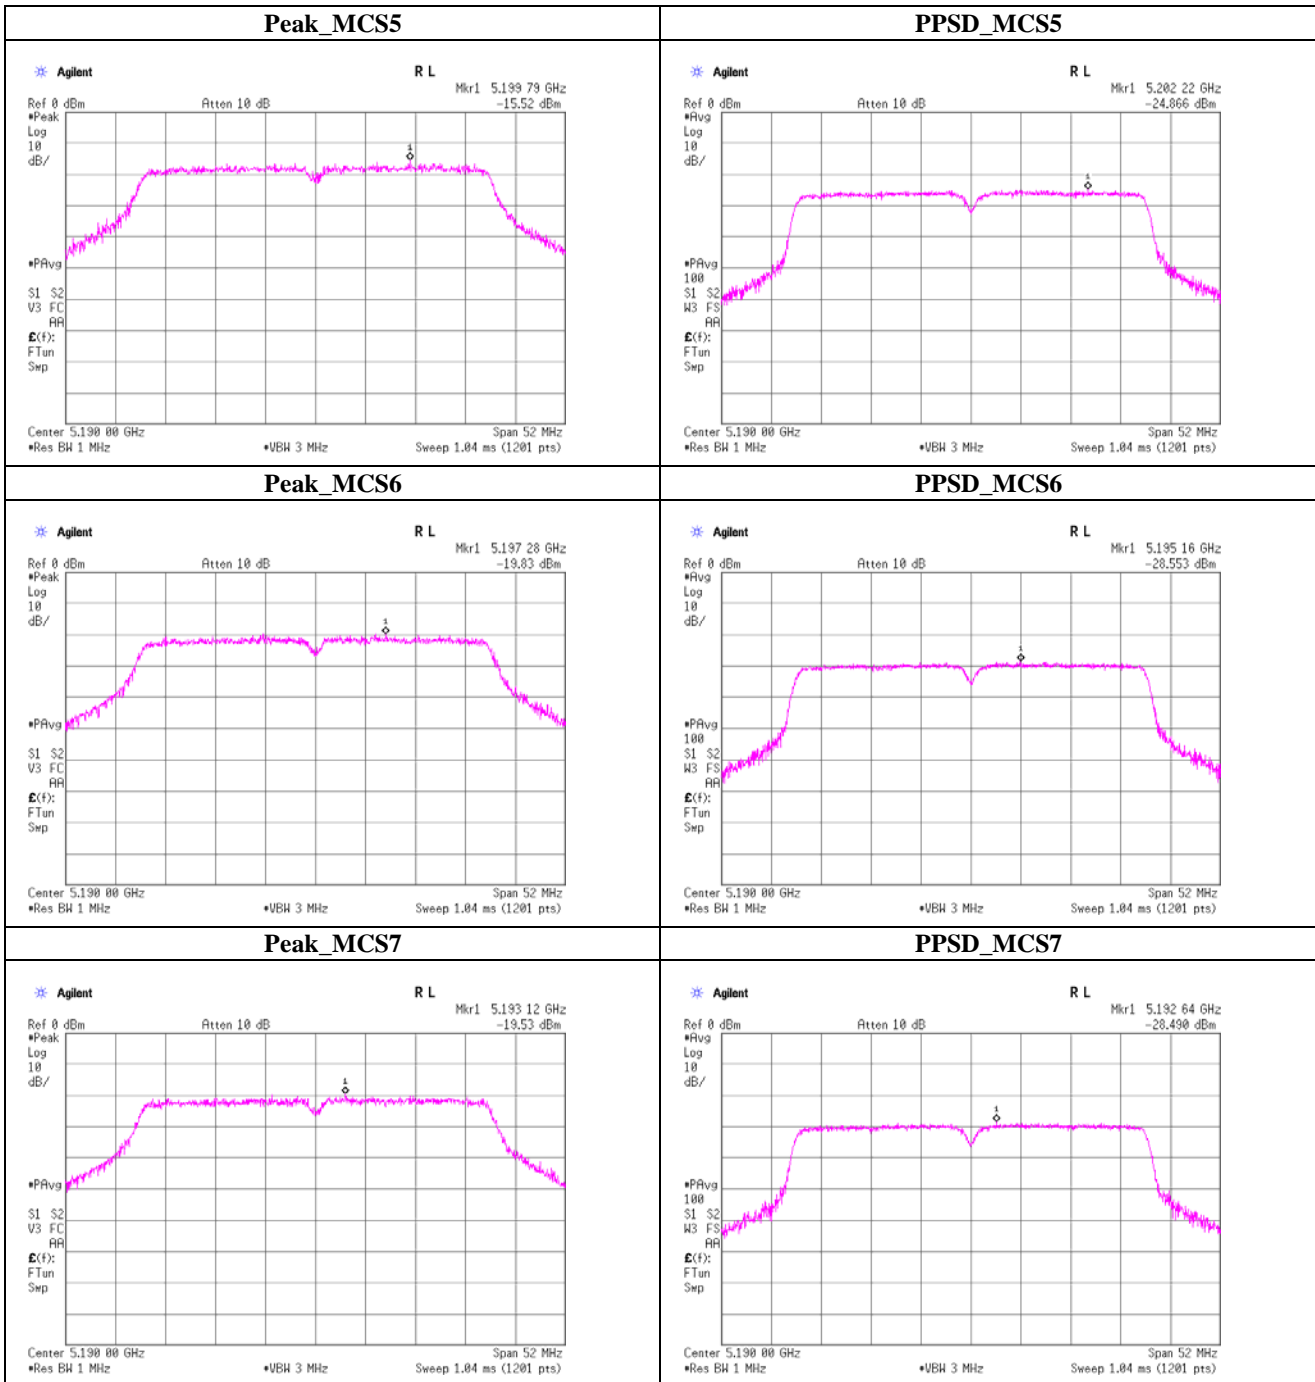 Peak_MCS5
PPSD_MCS5
Agilent R L
Mkr1 5.199 79 GHz
Ref 0 dBm Atten 10 dB -15.52 dBm
*Peak
Log
10
dB/
1
*PAvg
S1 S2
V3 FC
AA
£(f):
FTun
Swp
Center 5.190 00 GHz Span 52 MHz
*Res BW 1 MHz *VBW 3 MHz Sweep 1.04 ms (1201 pts)
Agilent R L
Mkr1 5.202 22 GHz
Ref 0 dBm Atten 10 dB -24.866 dBm
*Avg
Log
10
dB/
1
*PAvg
100
S1 S2
W3 FS
AA
£(f):
FTun
Swp
Center 5.190 00 GHz Span 52 MHz
*Res BW 1 MHz *VBW 3 MHz Sweep 1.04 ms (1201 pts)
Peak_MCS6
PPSD_MCS6
Agilent R L
Mkr1 5.197 28 GHz
Ref 0 dBm Atten 10 dB -19.83 dBm
*Peak
Log
10
dB/
1
*PAvg
S1 S2
V3 FC
AA
£(f):
FTun
Swp
Center 5.190 00 GHz Span 52 MHz
*Res BW 1 MHz *VBW 3 MHz Sweep 1.04 ms (1201 pts)
Agilent R L
Mkr1 5.195 16 GHz
Ref 0 dBm Atten 10 dB -28.553 dBm
*Avg
Log
10
dB/
1
*PAvg
100
S1 S2
W3 FS
AA
£(f):
FTun
Swp
Center 5.190 00 GHz Span 52 MHz
*Res BW 1 MHz *VBW 3 MHz Sweep 1.04 ms (1201 pts)
Peak_MCS7
PPSD_MCS7
Agilent R L
Mkr1 5.193 12 GHz
Ref 0 dBm Atten 10 dB -19.53 dBm
*Peak
Log
10
dB/
1
*PAvg
S1 S2
V3 FC
AA
£(f):
FTun
Swp
Center 5.190 00 GHz Span 52 MHz
*Res BW 1 MHz *VBW 3 MHz Sweep 1.04 ms (1201 pts)
Agilent R L
Mkr1 5.192 64 GHz
Ref 0 dBm Atten 10 dB -28.490 dBm
*Avg
Log
10
dB/
1
*PAvg
100
S1 S2
W3 FS
AA
£(f):
FTun
Swp
Center 5.190 00 GHz Span 52 MHz
*Res BW 1 MHz *VBW 3 MHz Sweep 1.04 ms (1201 pts)